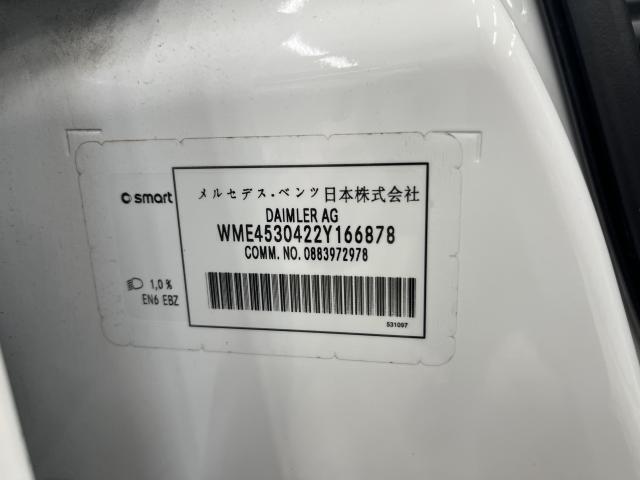 メルセデス・ベンツ日本株式会社
DAIMLER AG
smart
WME4530422Y166878
COMM. NO. 0883972978
1,0 %
EN6 EBZ
531097